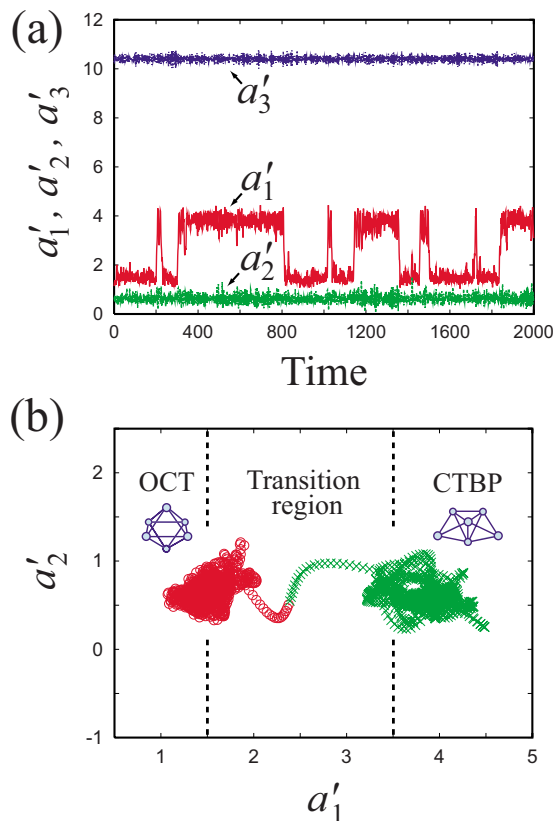 (a)
12
10
8
6
4
2
0
a′₁, a′₂, a′₃
a′₃
a′₁
a′₂
0 400 800 1200 1600 2000
Time
(b)
2
1
0
-1
a′₂
OCT
Transition
region
CTBP
1 2 3 4 5
a′₁